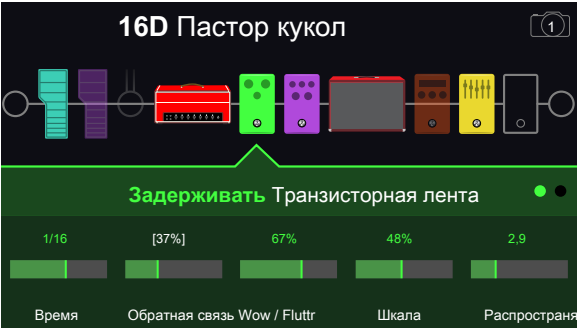 16D Пастор кукол
1
Задерживать Транзисторная лента
1/16 [37%] 67% 48% 2,9
Время Обратная связь Wow / Fluttr Шкала Распространя